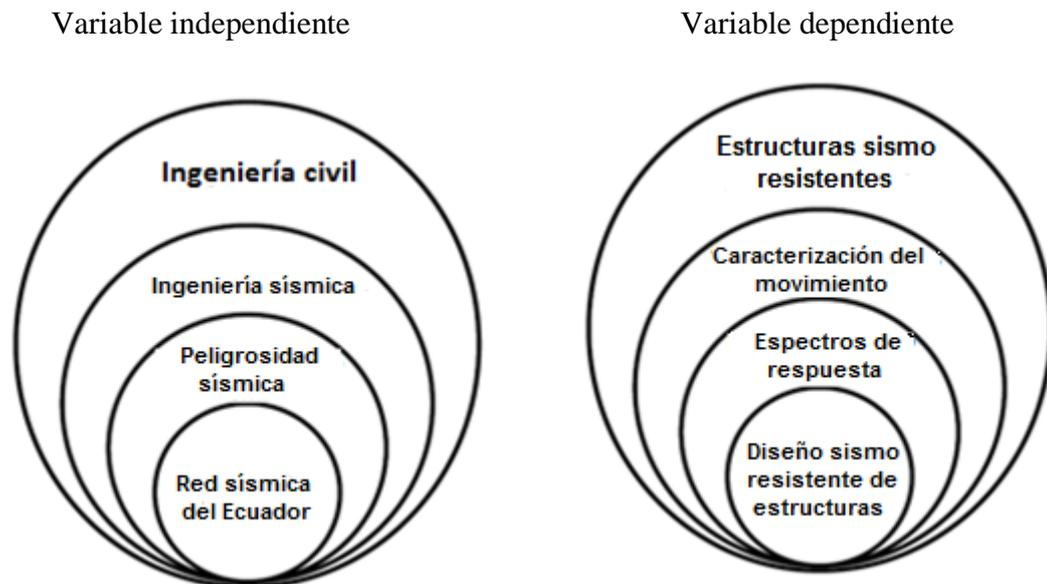 Variable independiente
Ingeniería civil
Ingeniería sísmica
Peligrosidad
sísmica
Red sísmica
del Ecuador
Variable dependiente
Estructuras sismo
resistentes
Caracterización del
movimiento
Espectros de
respuesta
Diseño sismo
resistente de
estructuras